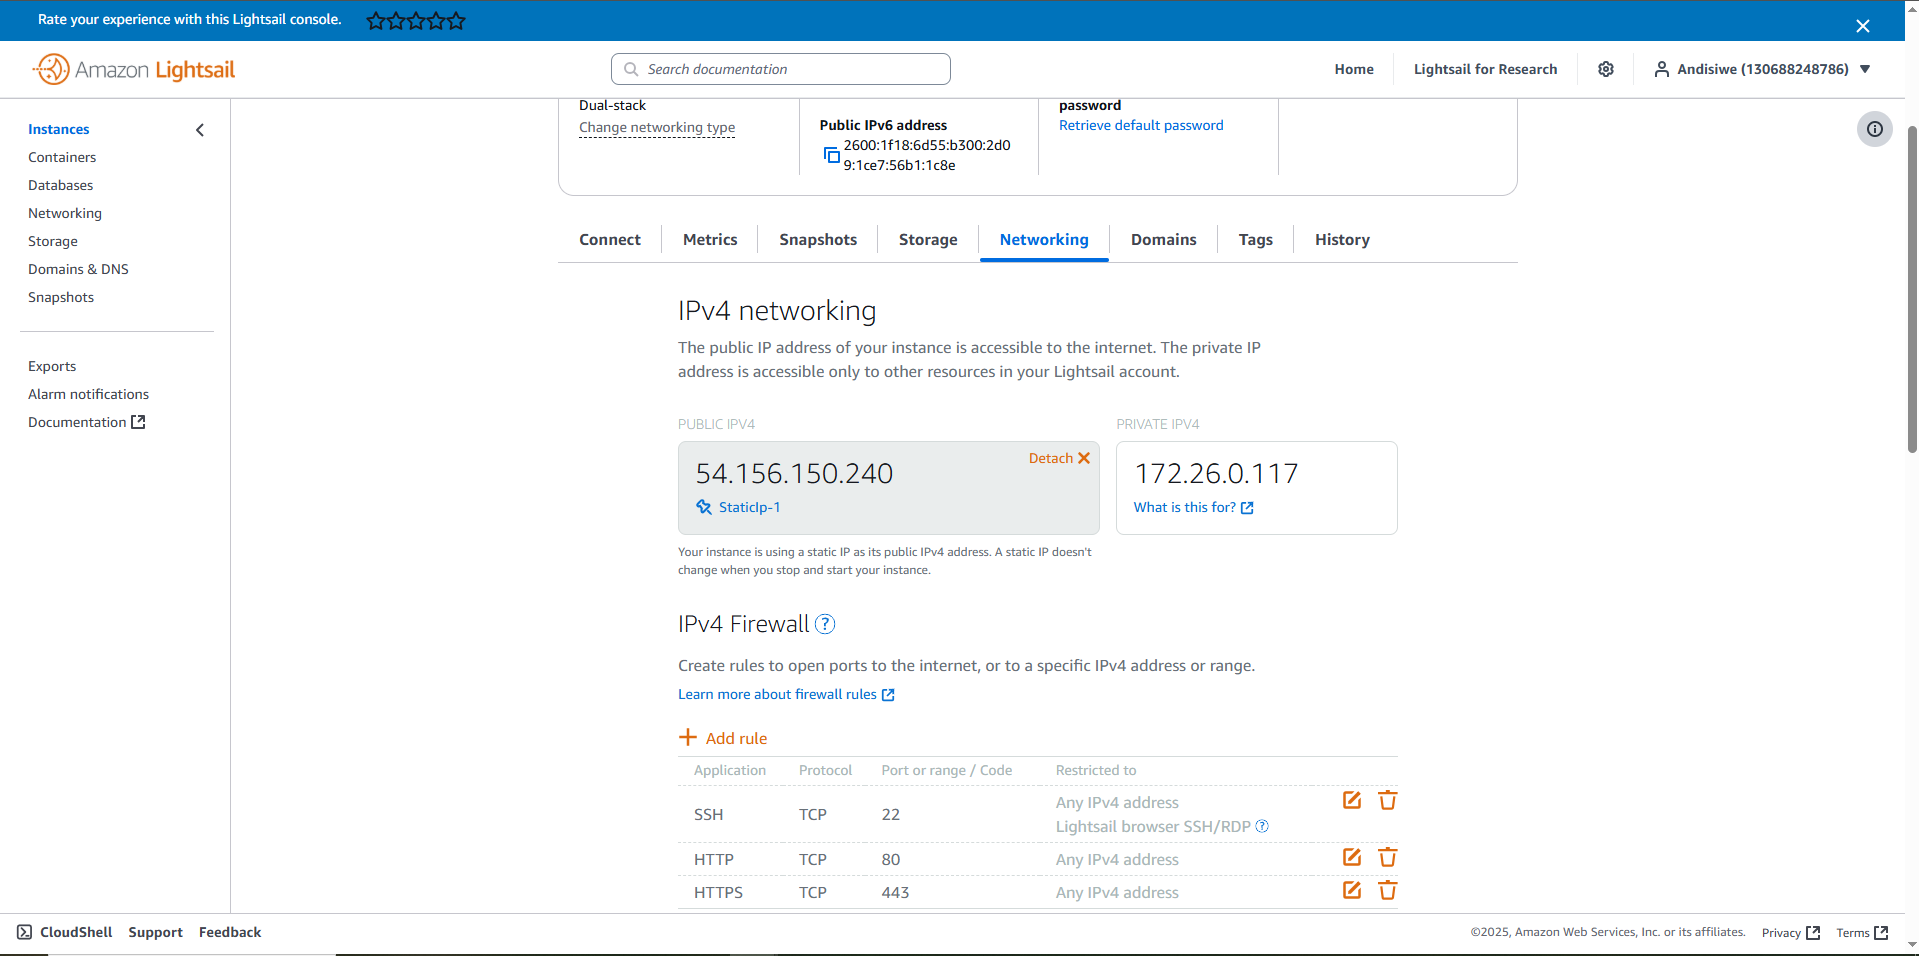 Rate your experience with this Lightsail console.
Amazon Lightsail
Search documentation
Home
Lightsail for Research
Andisiwe (130688248786)
Instances
Containers
Databases
Networking
Storage
Domains & DNS
Snapshots
Exports
Alarm notifications
Documentation
Dual-stack
Change networking type
Public IPv6 address
2600:1f18:6d55:b300:2d0
9:1ce7:56b1:1c8e
password
Retrieve default password
Connect
Metrics
Snapshots
Storage
Networking
Domains
Tags
History
IPv4 networking
The public IP address of your instance is accessible to the internet. The private IP
address is accessible only to other resources in your Lightsail account.
PUBLIC IPV4
54.156.150.240
Detach
StaticIp-1
PRIVATE IPV4
172.26.0.117
What is this for?
Your instance is using a static IP as its public IPv4 address. A static IP doesn't
change when you stop and start your instance.
IPv4 Firewall ?
Create rules to open ports to the internet, or to a specific IPv4 address or range.
Learn more about firewall rules
+ Add rule
Application Protocol Port or range / Code Restricted to
SSH TCP 22 Any IPv4 address
Lightsail browser SSH/RDP ?
HTTP TCP 80 Any IPv4 address
HTTPS TCP 443 Any IPv4 address
CloudShell Support Feedback
©2025, Amazon Web Services, Inc. or its affiliates. Privacy Terms